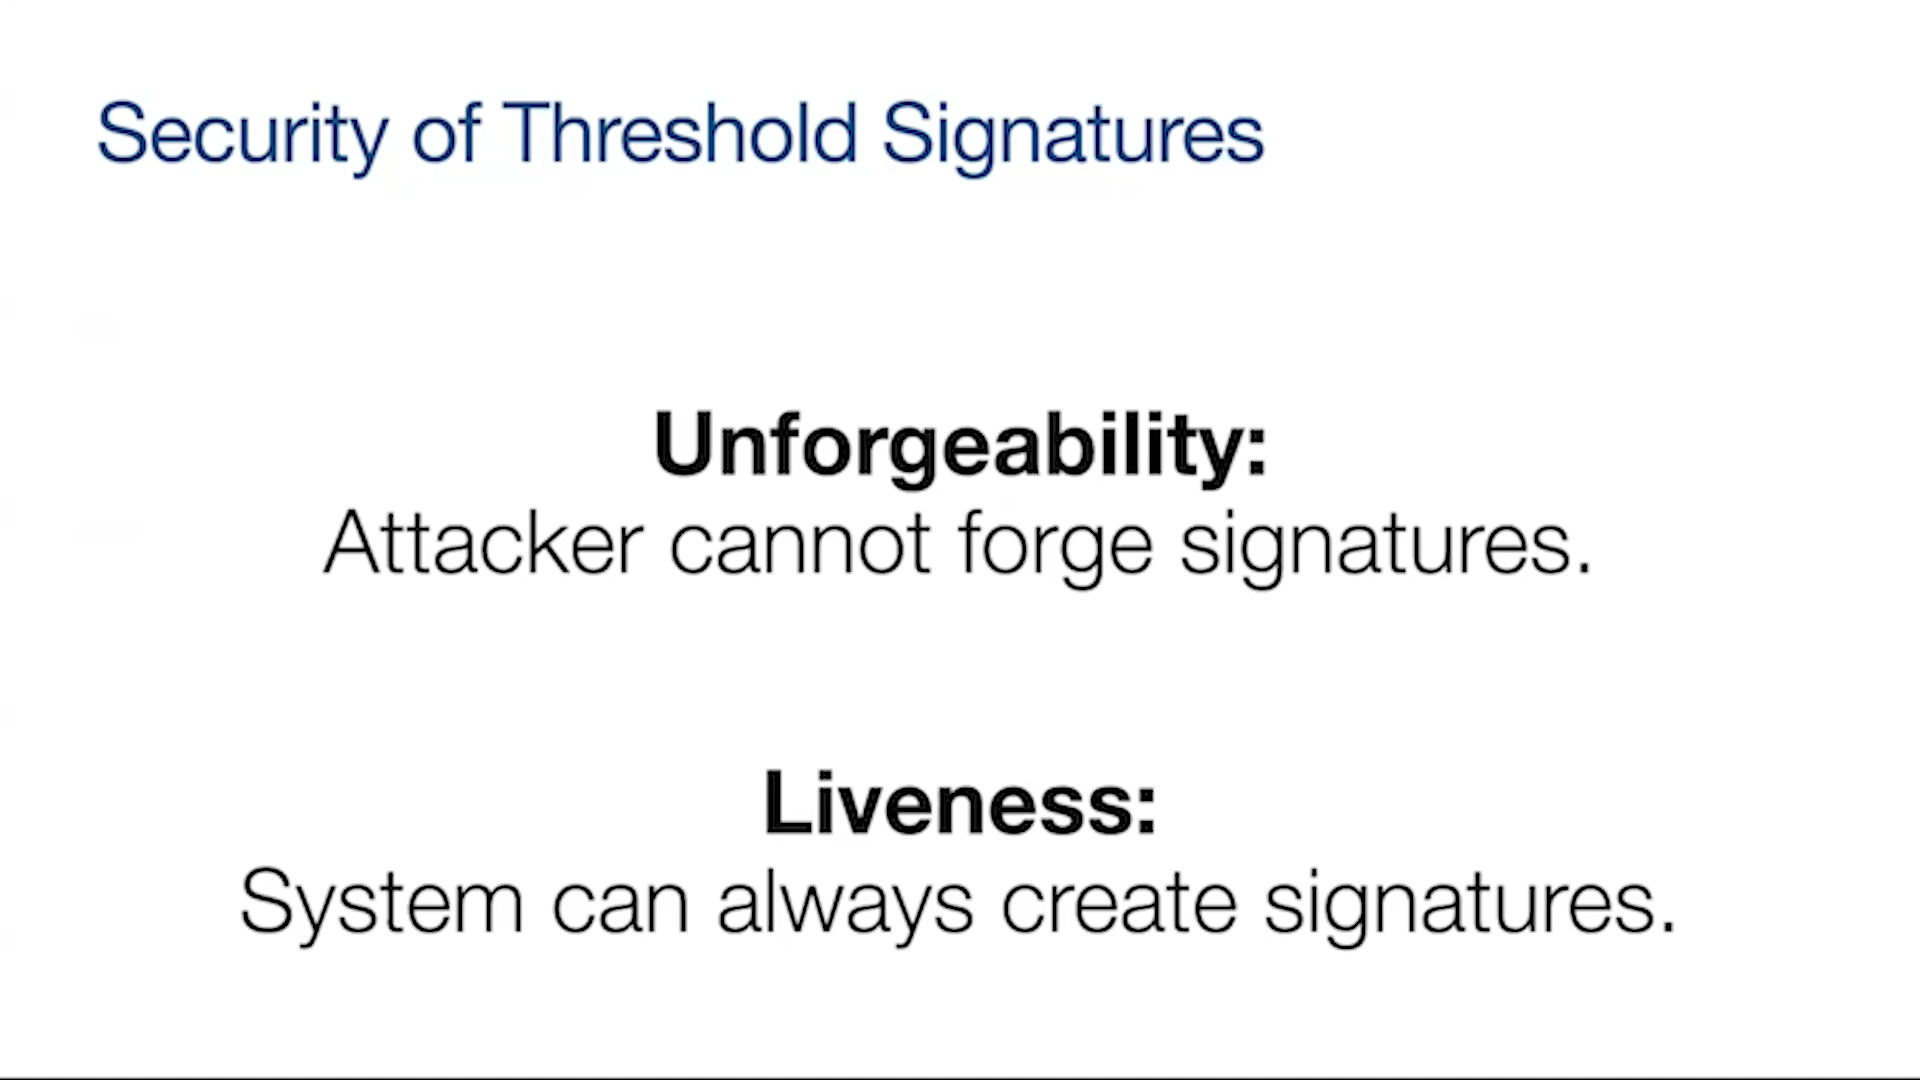 Security of Threshold Signatures
Unforgeability:
Attacker cannot forge signatures.
Liveness:
System can always create signatures.